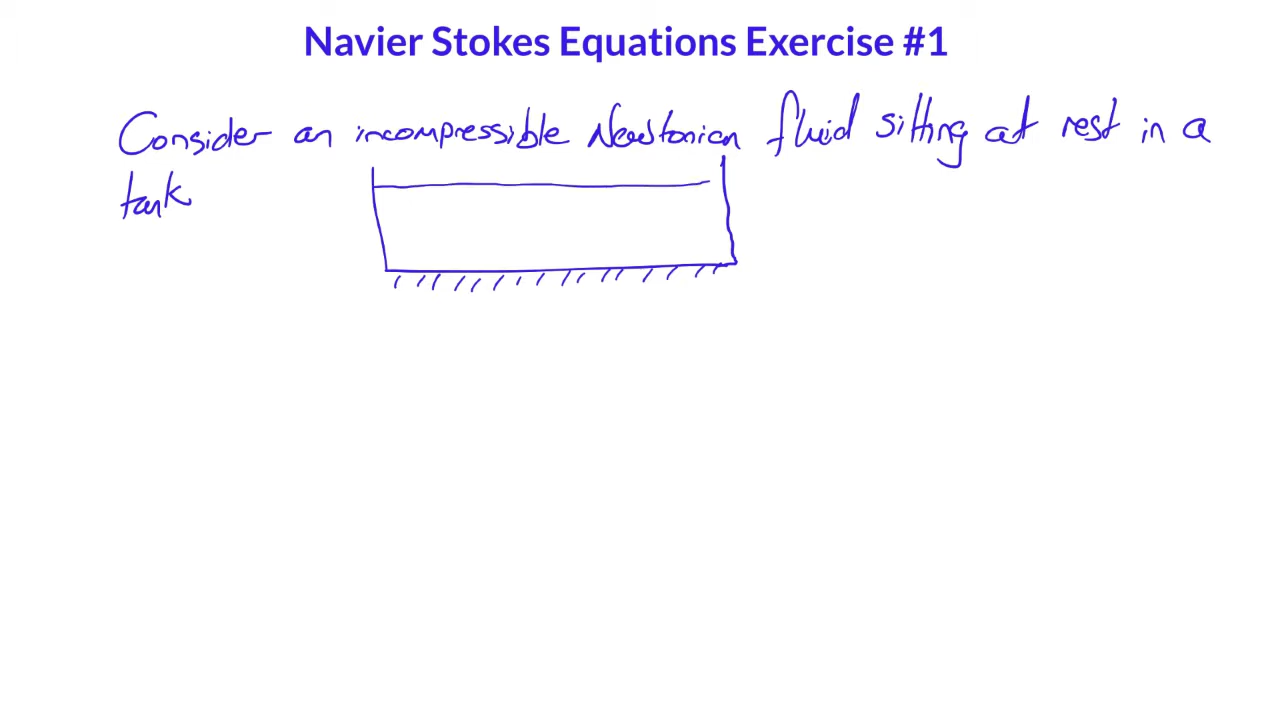 Navier Stokes Equations Exercise #1
Consider an incompressible Newtonian fluid sitting at rest in a
tank